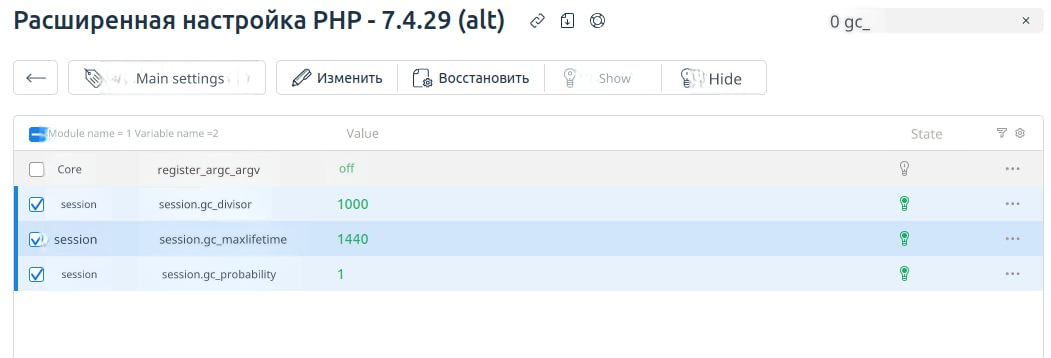 Расширенная настройка PHP - 7.4.29 (alt)
0 gc_
Main settings Изменить Восстановить Show Hide
Module name = 1 Variable name =2 Value State
Core register_argc_argv off
session session.gc_divisor 1000
session session.gc_maxlifetime 1440
session session.gc_probability 1